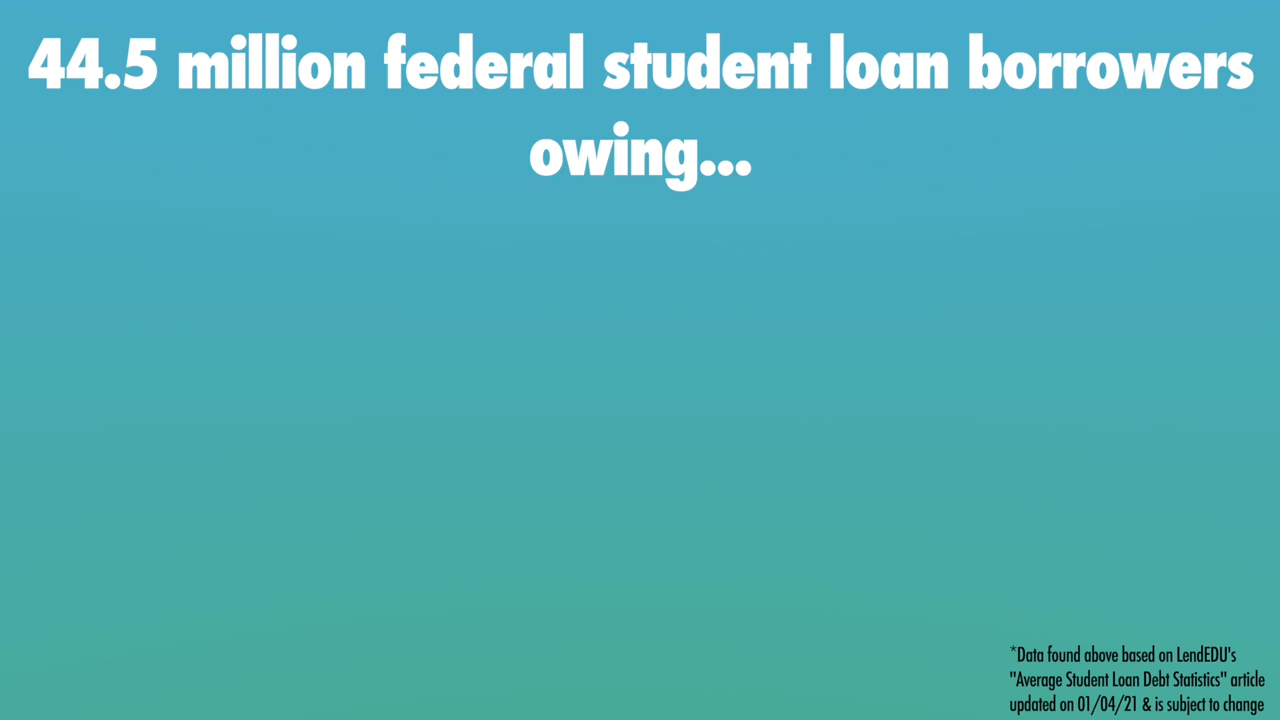 44.5 million federal student loan borrowers
owing...
*Data found above based on LendEDU's
"Average Student Loan Debt Statistics" article
updated on 01/04/21 & is subject to change